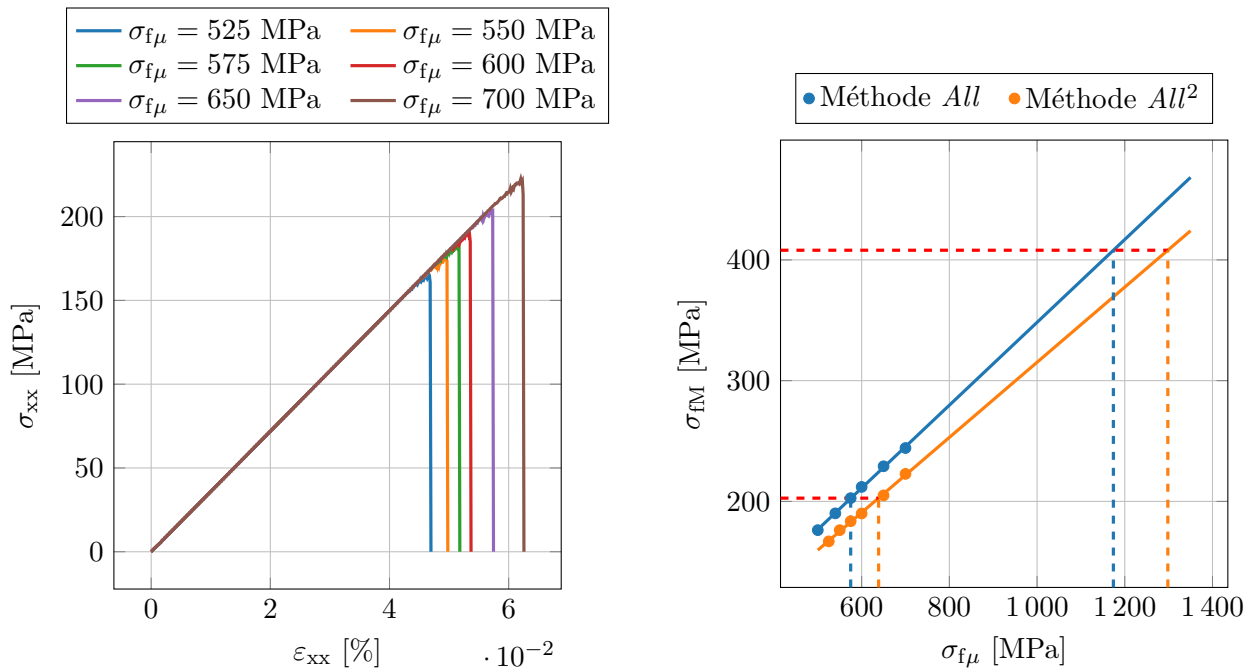 σfμ = 525 MPa σfμ = 550 MPa
σfμ = 575 MPa σfμ = 600 MPa
σfμ = 650 MPa σfμ = 700 MPa
200
150
100
50
0
σxx [MPa]
0 2 4 6
εxx [%]
· 10−2
Méthode All Méthode All2
400
300
200
σfM [MPa]
600 800 1 000 1 200 1 400
σfμ [MPa]